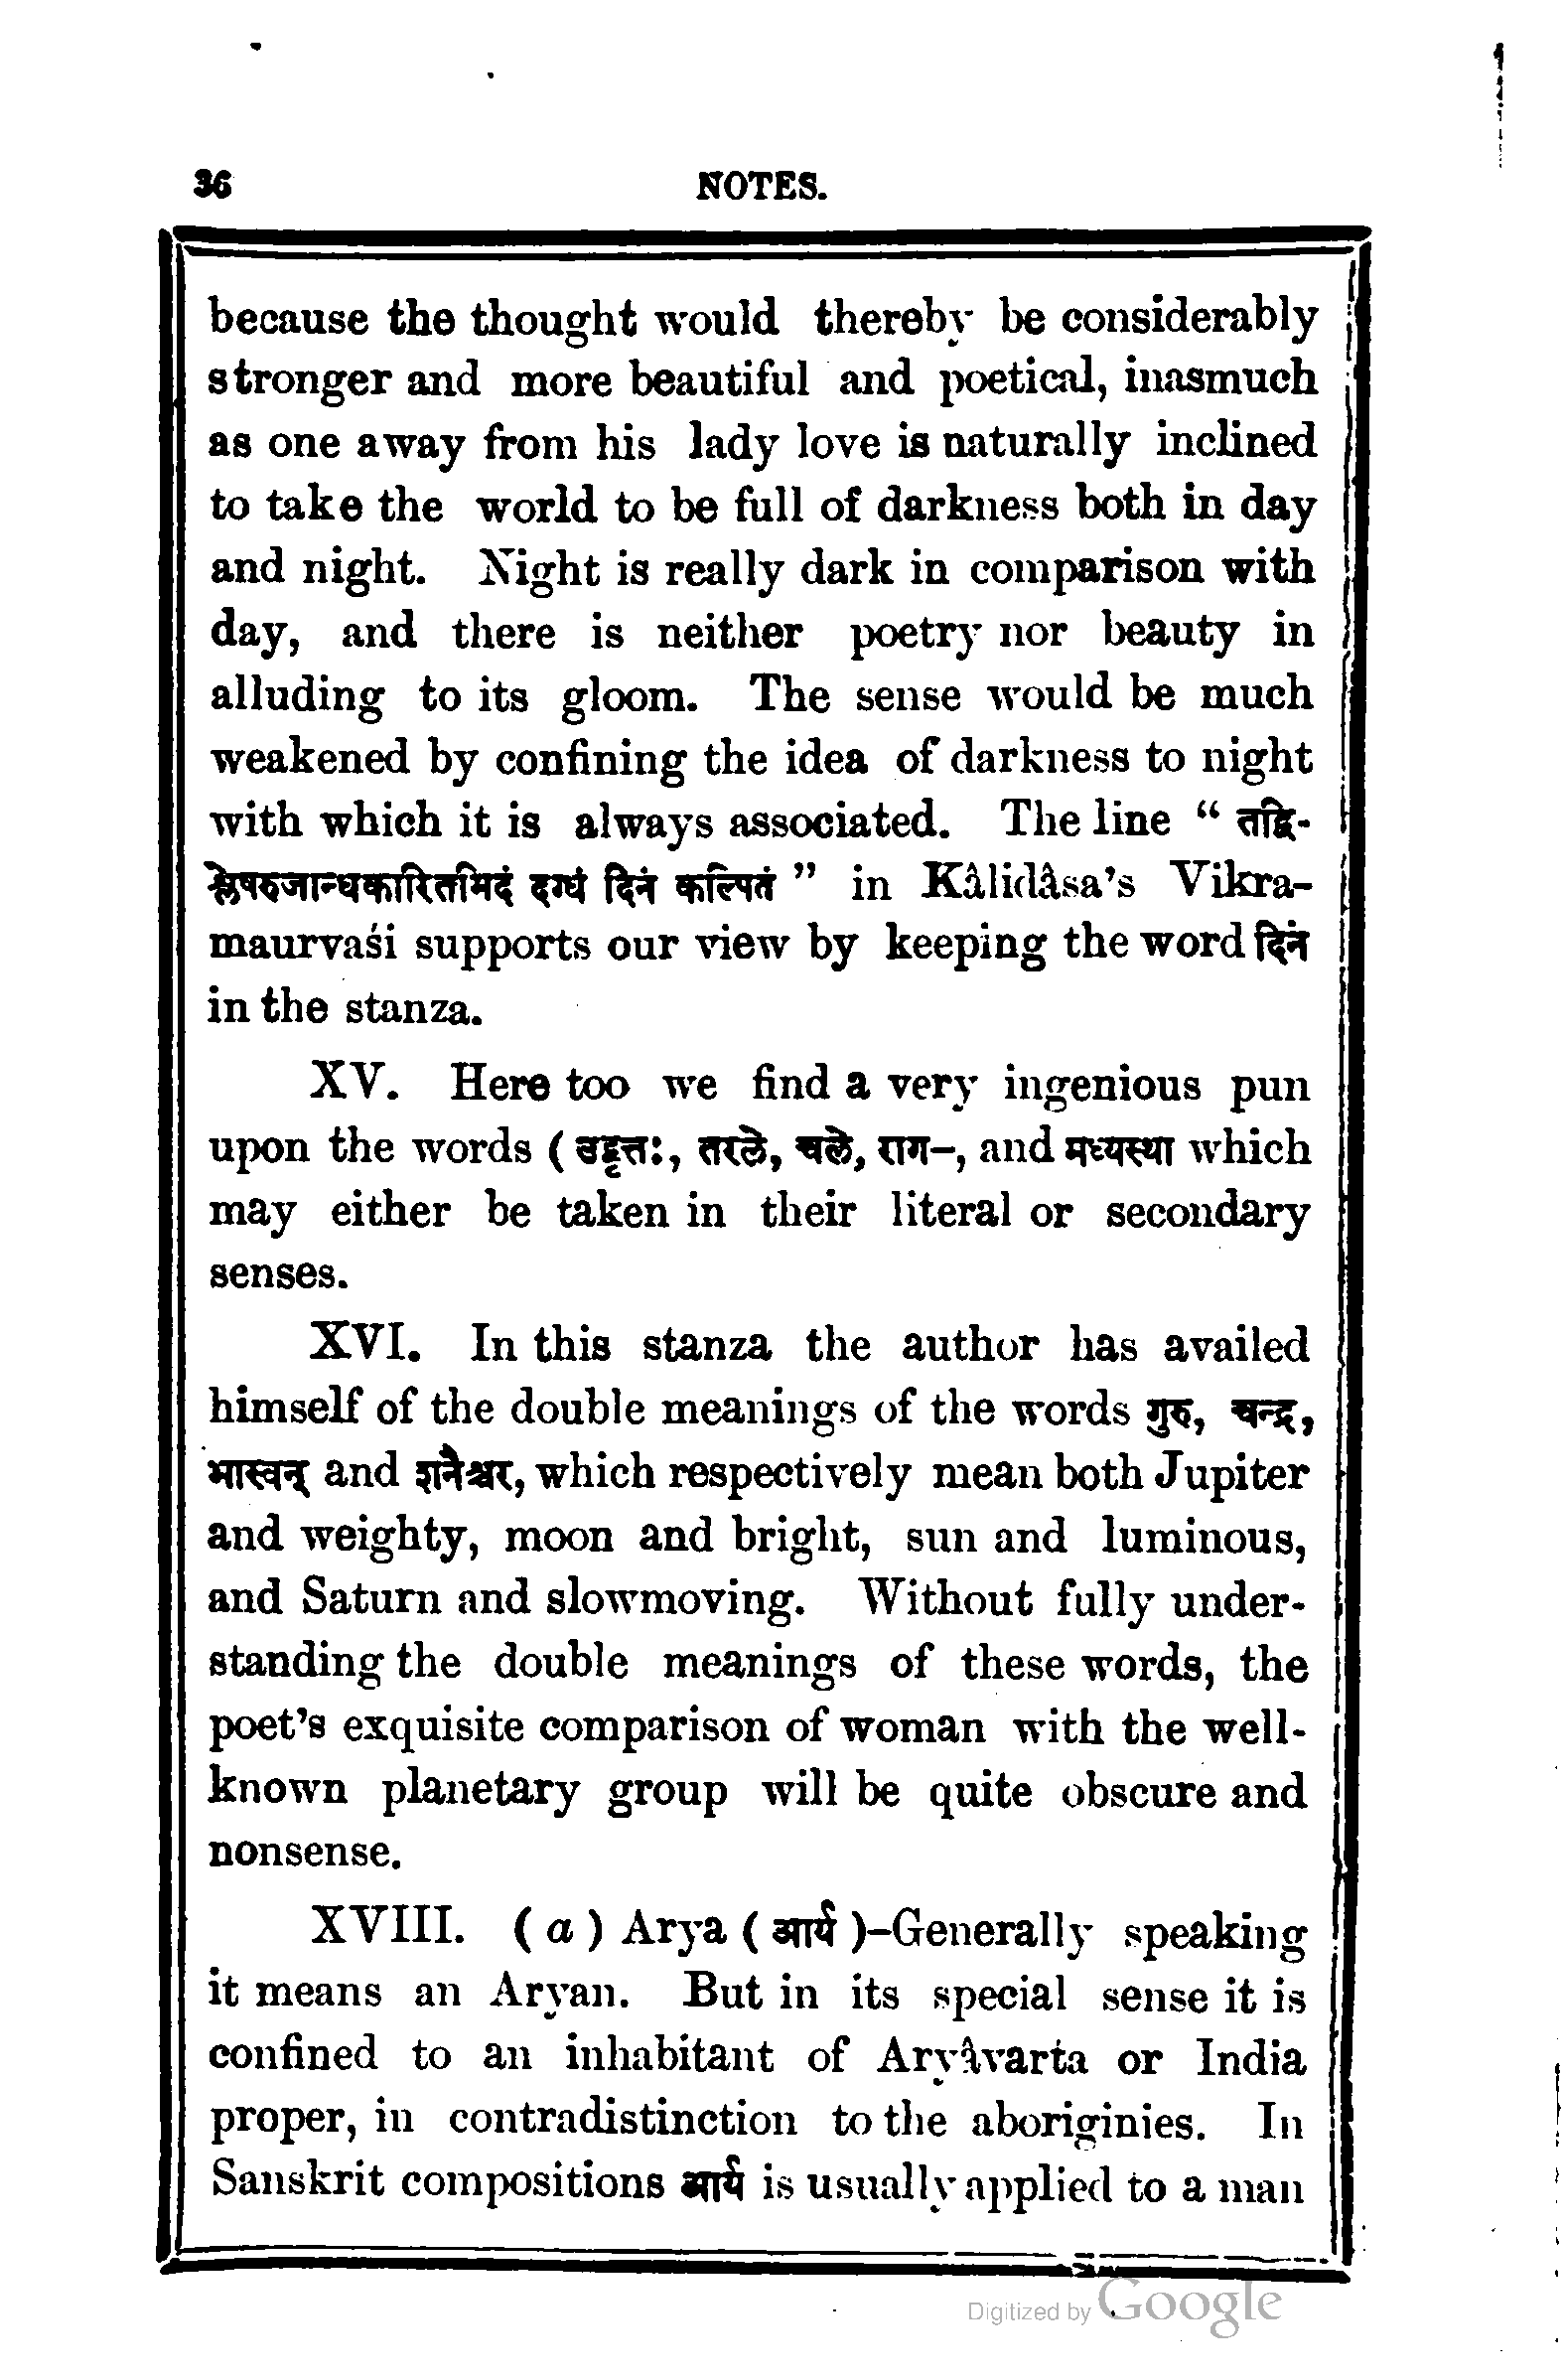 36 NOTES.
because the thought would thereby be considerably
stronger and more beautiful and poetical, inasmuch
as one away from his lady love is naturally inclined
to take the world to be full of darkness both in day
and night. Night is really dark in comparison with
day, and there is neither poetry nor beauty in
alluding to its gloom. The sense would be much
weakened by confining the idea of darkness to night
with which it is always associated. The line “ तद्वि-
श्लेषरुजान्धकारितमिदं दग्धं दिनं कल्पितं ” in Kâlidâsa’s Vikra-
maurvaśi supports our view by keeping the word दिनं
in the stanza.
XV. Here too we find a very ingenious pun
upon the words ( उद्वृत्तः, तरले, चले, राग-, and मध्यस्था which
may either be taken in their literal or secondary
senses.
XVI. In this stanza the author has availed
himself of the double meanings of the words गुरु, चन्द्र,
भास्वन् and शनैश्चर, which respectively mean both Jupiter
and weighty, moon and bright, sun and luminous,
and Saturn and slowmoving. Without fully under-
standing the double meanings of these words, the
poet’s exquisite comparison of woman with the well-
known planetary group will be quite obscure and
nonsense.
XVIII. ( a ) Arya ( आर्य )-Generally speaking
it means an Aryan. But in its special sense it is
confined to an inhabitant of Aryâvarta or India
proper, in contradistinction to the aboriginies. In
Sanskrit compositions आर्य is usually applied to a man
Digitized by Google